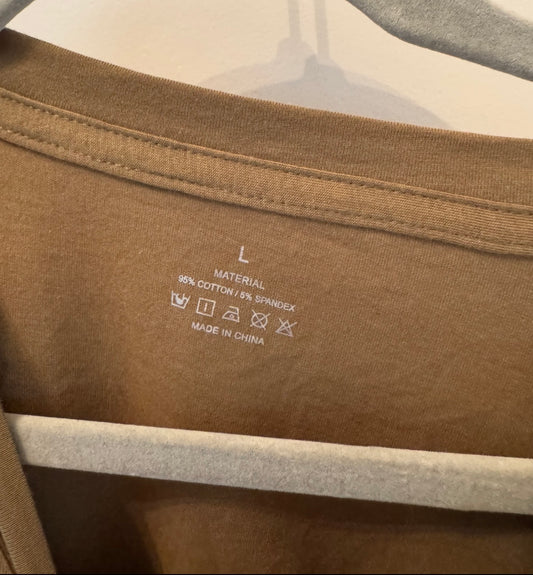 L
MATERIAL
95% COTTON / 5% SPANDEX
MADE IN CHINA